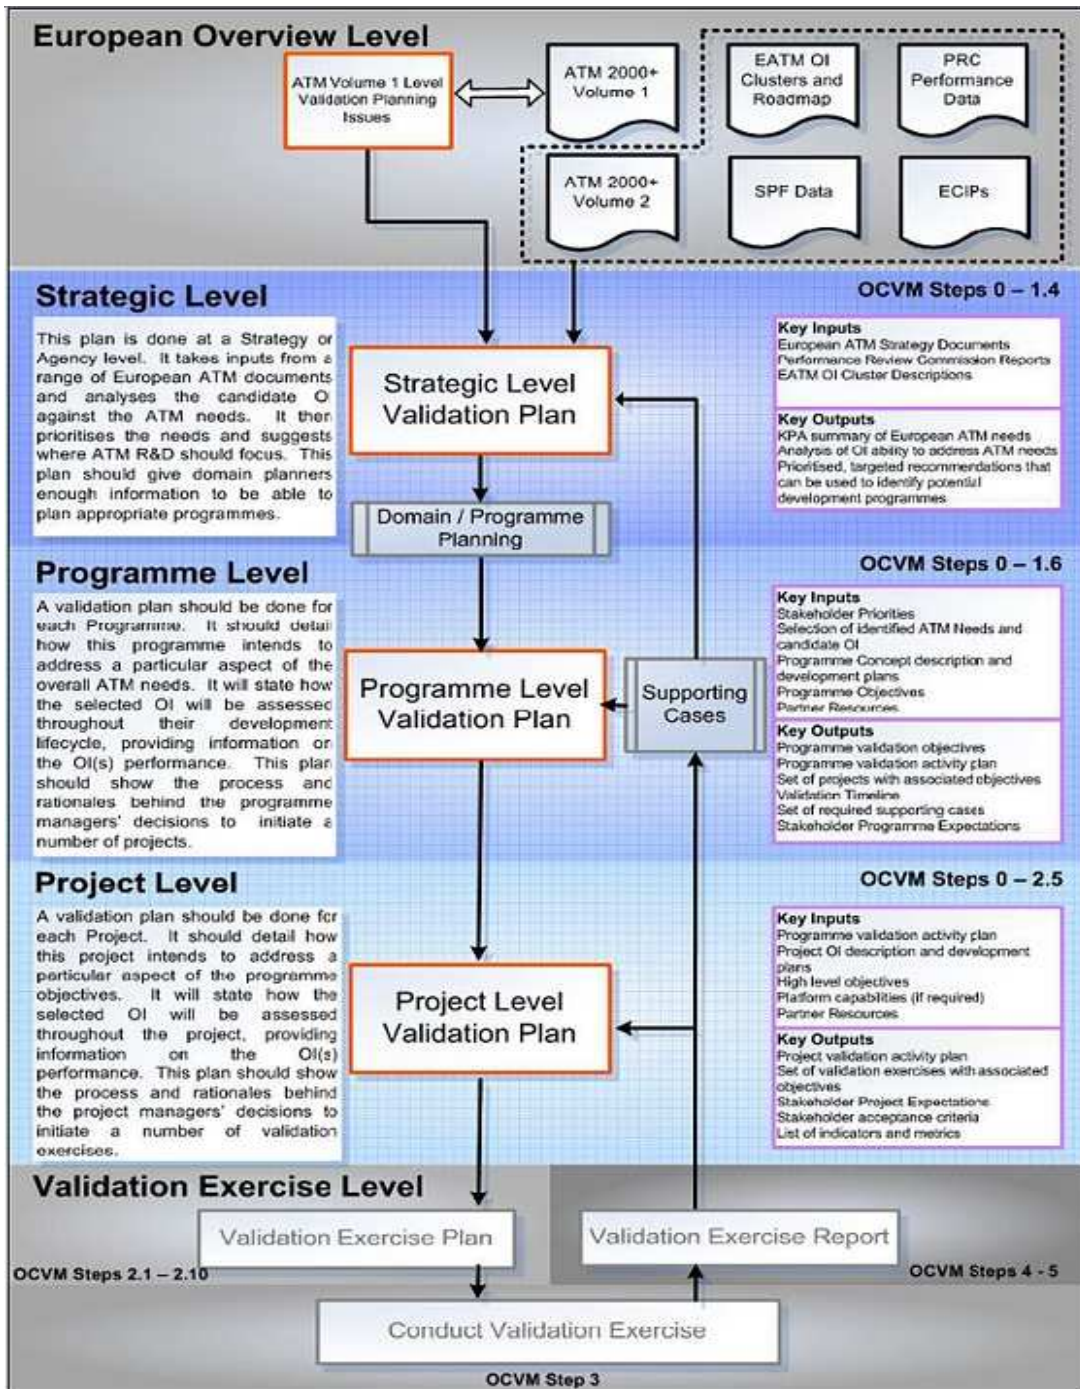 European Overview Level
ATM Volume 1 Level
Validation Planning
Issues
ATM 2000+
Volume 1
EATM OI
Clusters and
Roadmap
PRC
Performance
Data
ATM 2000+
Volume 2
SPF Data
ECIPs
Strategic Level
OCVM Steps 0 – 1.4
This plan is done at a Strategy or
Agency level. It takes inputs from a
range of European ATM documents
and analyses the candidate OI
against the ATM needs. It then
prioritises the needs and suggests
where ATM R&D should focus. This
plan should give domain planners
enough information to be able to
plan appropriate programmes.
Strategic Level
Validation Plan
Key Inputs
European ATM Strategy Documents
Performance Review Commission Reports
EATM OI Cluster Descriptions
Key Outputs
KPA summary of European ATM needs
Analysis of OI ability to address ATM needs
Prioritised, targeted recommendations that
can be used to identify potential
development programmes
Domain / Programme
Planning
Programme Level
OCVM Steps 0 – 1.6
A validation plan should be done for
each Programme. It should detail
how this programme intends to
address a particular aspect of the
overall ATM needs. It will state how
the selected OI will be assessed
throughout their development
lifecycle, providing information on
the OI(s) performance. This plan
should show the process and
rationales behind the programme
managers' decisions to initiate a
number of projects.
Programme Level
Validation Plan
Supporting
Cases
Key Inputs
Stakeholder Priorities
Selection of identified ATM Needs and
candidate OI
Programme Concept description and
development plans
Programme Objectives
Partner Resources
Key Outputs
Programme validation objectives
Programme validation activity plan
Set of projects with associated objectives
Validation Timeline
Set of required supporting cases
Stakeholder Programme Expectations
Project Level
OCVM Steps 0 – 2.5
A validation plan should be done for
each Project. It should detail how
this project intends to address a
particular aspect of the programme
objectives. It will state how the
selected OI will be assessed
throughout the project, providing
information on the OI(s)
performance. This plan should show
the process and rationales behind
the project managers' decisions to
initiate a number of validation
exercises.
Project Level
Validation Plan
Key Inputs
Programme validation activity plan
Project OI description and development
plans
High level objectives
Platform capabilities (if required)
Partner Resources
Key Outputs
Project validation activity plan
Set of validation exercises with associated
objectives
Stakeholder Project Expectations
Stakeholder acceptance criteria
List of indicators and metrics
Validation Exercise Level
Validation Exercise Plan
Validation Exercise Report
OCVM Steps 2.1 – 2.10
OCVM Steps 4 - 5
Conduct Validation Exercise
OCVM Step 3